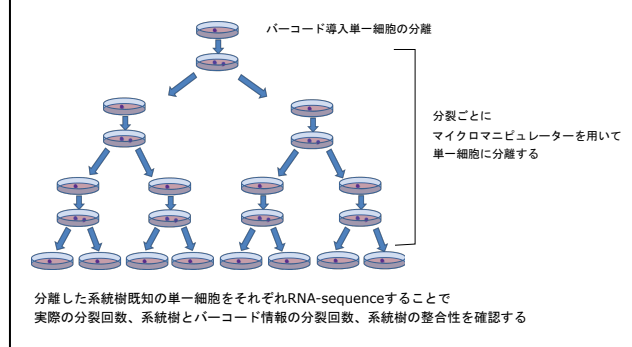 バーコード導入単一細胞の分離
分裂ごとに
マイクロマニピュレーターを用いて
単一細胞に分離する
分離した系統樹既知の単一細胞をそれぞれRNA-sequenceすることで
実際の分裂回数、系統樹とバーコード情報の分裂回数、系統樹の整合性を確認する